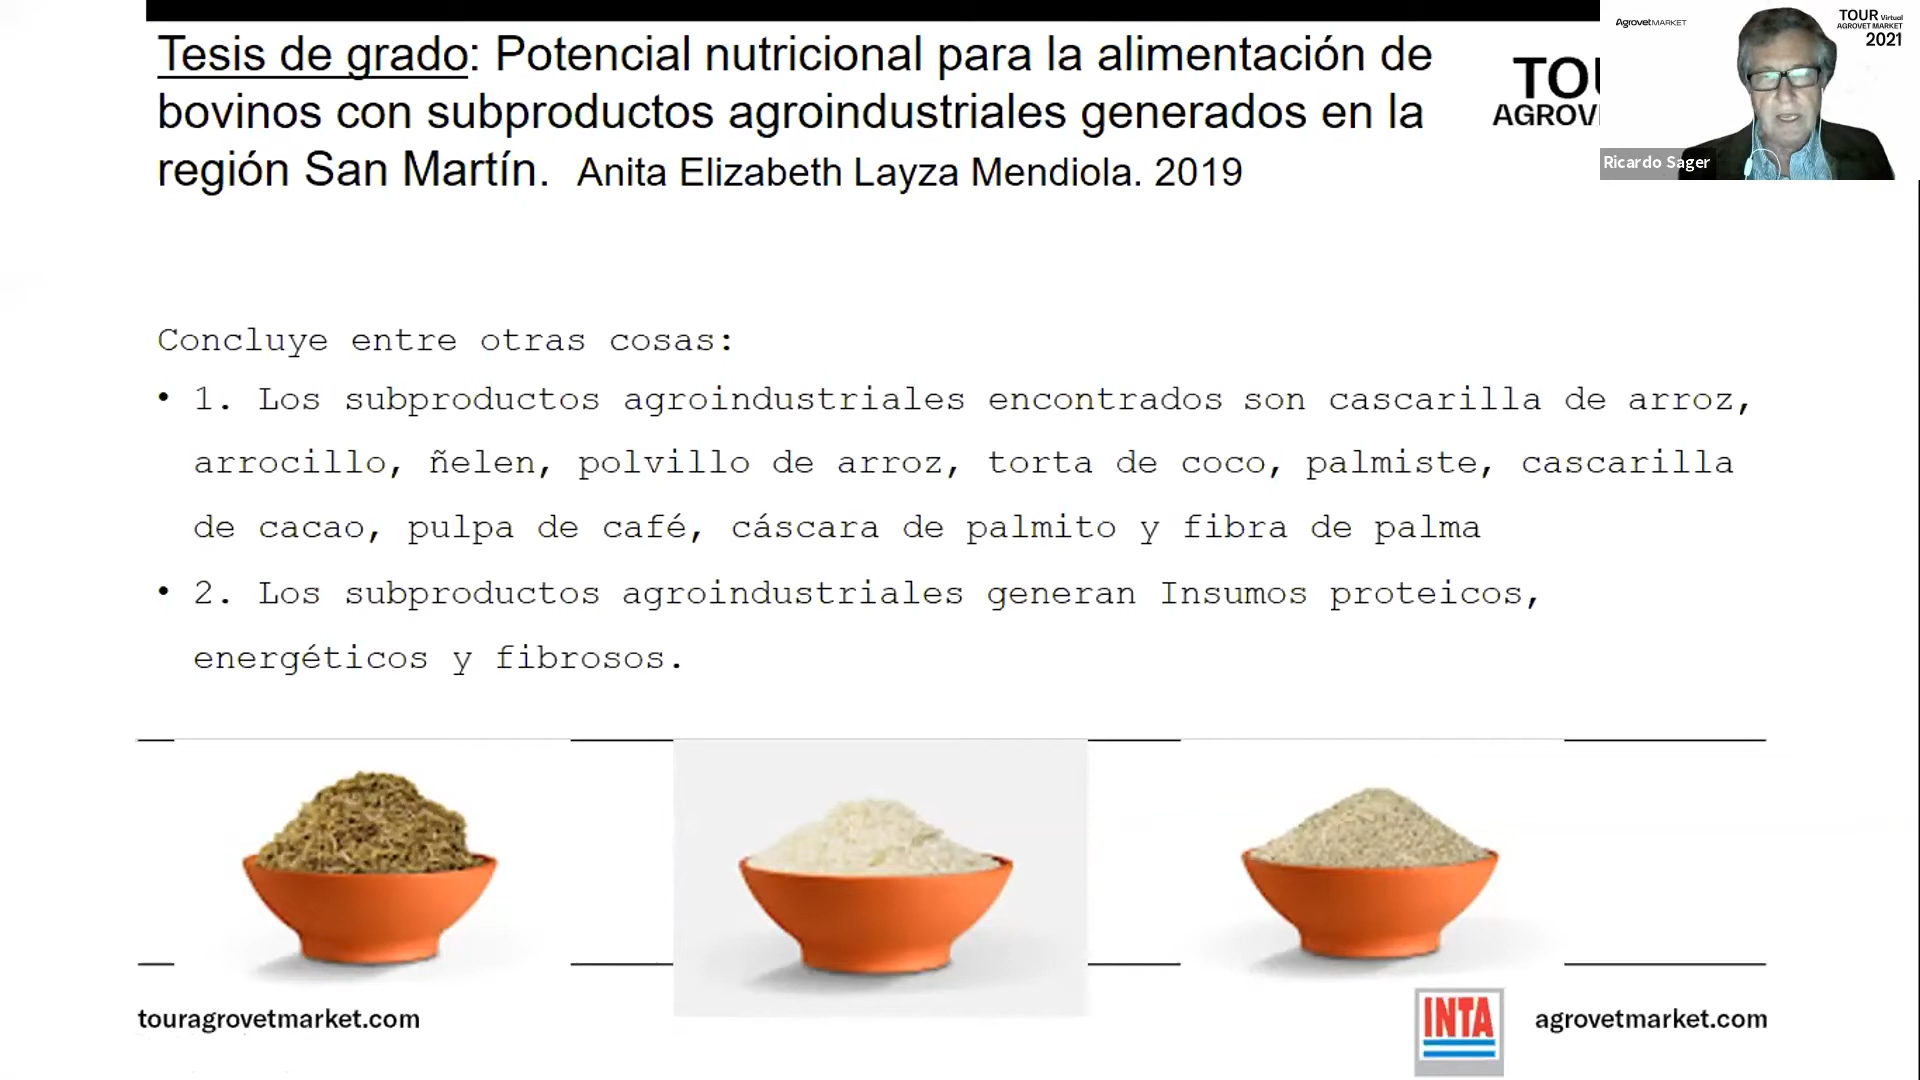 Tesis de grado: Potencial nutricional para la alimentación de
bovinos con subproductos agroindustriales generados en la
región San Martín. Anita Elizabeth Layza Mendiola. 2019
TOU
AGROV
AgrovetMARKET
TOUR Virtual
AGROVET MARKET
2021
Ricardo Sager
Concluye entre otras cosas:
• 1. Los subproductos agroindustriales encontrados son cascarilla de arroz,
arrocillo, ñelen, polvillo de arroz, torta de coco, palmiste, cascarilla
de cacao, pulpa de café, cáscara de palmito y fibra de palma
• 2. Los subproductos agroindustriales generan Insumos proteicos,
energéticos y fibrosos.
touragrovetmarket.com
INTA
agrovetmarket.com